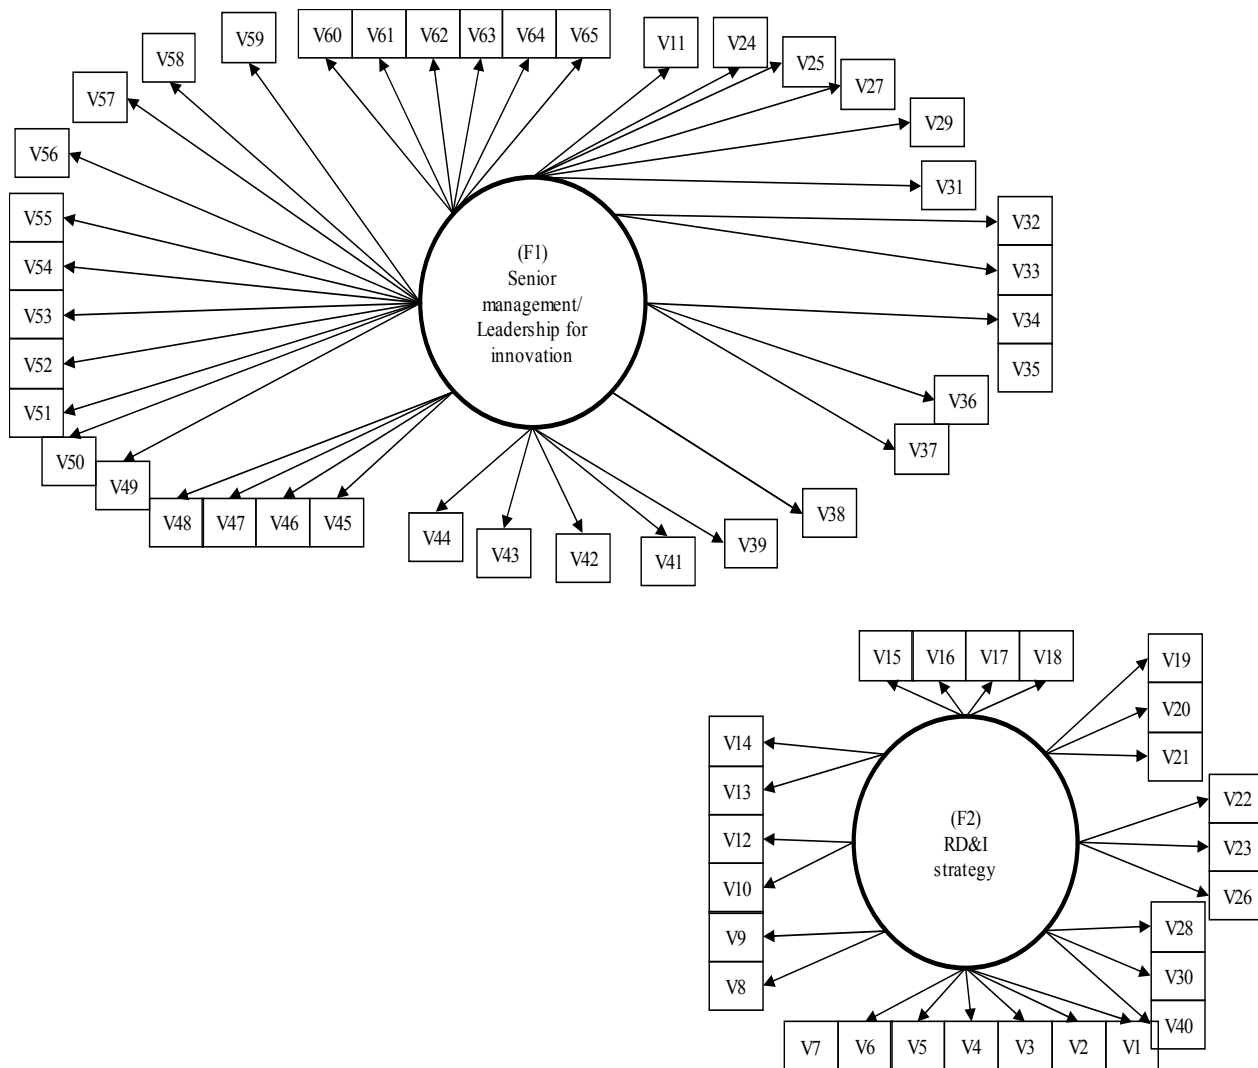 V59 V60 V61 V62 V63 V64 V65 V11 V24
V58 V25
V57 V27
V56 V29
V31
V55 V32
V54 V33
V53 V34
V52 V35
V51 V36
V50 V37
V49
V48 V47 V46 V45 V44 V43 V42 V41 V39 V38
(F1)
Senior
management/
Leadership for
innovation
V15 V16 V17 V18 V19
V20
V14 V21
V13 V22
V12 V23
V10 V26
V9 V28
V8 V30
V40
(F2)
RD&I
strategy
V7 V6 V5 V4 V3 V2 V1